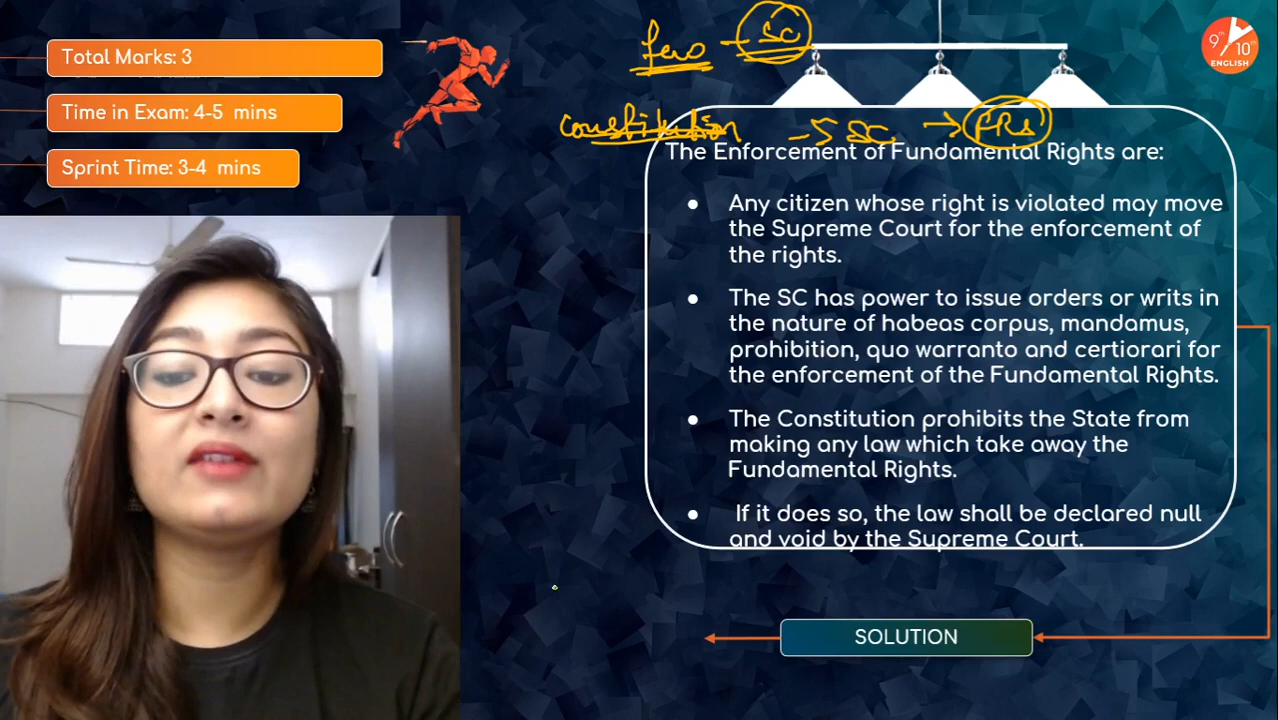 Total Marks: 3
Time in Exam: 4-5 mins
Sprint Time: 3-4 mins
SC
9th 10th
ENGLISH
constitution → SC → FRs
The Enforcement of Fundamental Rights are:
● Any citizen whose right is violated may move
the Supreme Court for the enforcement of
the rights.
● The SC has power to issue orders or writs in
the nature of habeas corpus, mandamus,
prohibition, quo warranto and certiorari for
the enforcement of the Fundamental Rights.
● The Constitution prohibits the State from
making any law which take away the
Fundamental Rights.
● If it does so, the law shall be declared null
and void by the Supreme Court.
SOLUTION